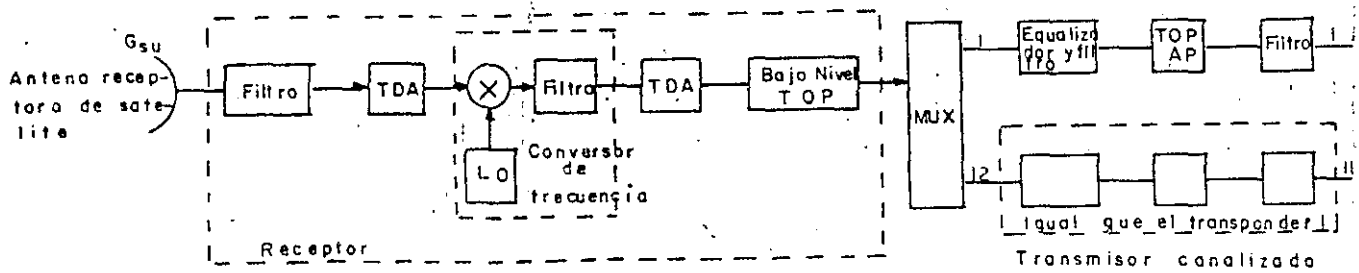 Gsu
Antena recep-
tora de saté-
lite
Filtro
TDA
Filtro
LO
Conversor
de
frecuencia
TDA
Bajo Nivel
TOP
Receptor
MUX
1
12
Equaliza
dor y fil
tro
TOP
AP
Filtro
1
11
igual que el transponder 1
Transmisor canalizado